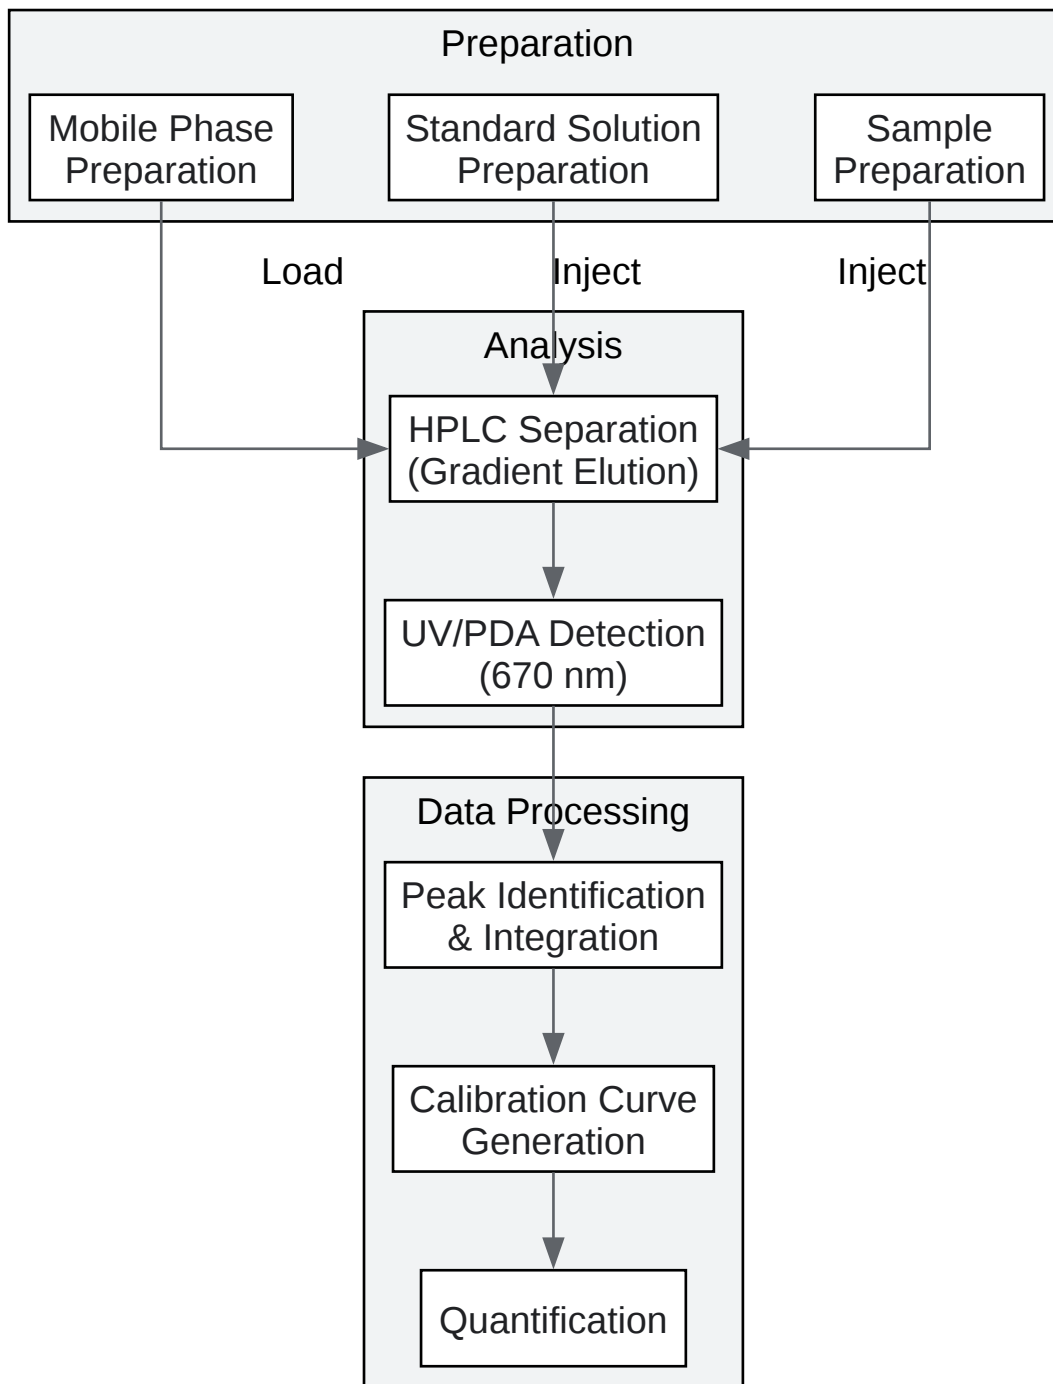 Preparation
Mobile Phase
Preparation
Standard Solution
Preparation
Sample
Preparation
Load
Inject
Inject
Analysis
HPLC Separation
(Gradient Elution)
UV/PDA Detection
(670 nm)
Data Processing
Peak Identification
& Integration
Calibration Curve
Generation
Quantification